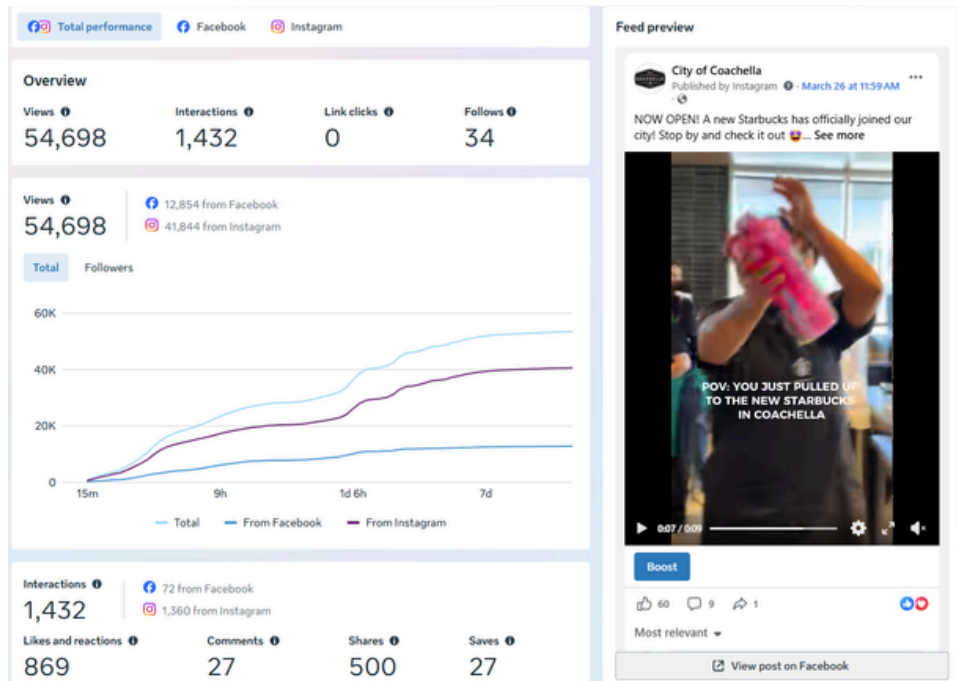 Total performance
Facebook
Instagram
Overview
Views
Interactions
Link clicks
Follows
54,698
1,432
0
34
Views
54,698
12,854 from Facebook
41,844 from Instagram
Total
Followers
60K
40K
20K
0
15m
9h
1d 6h
7d
Total
From Facebook
From Instagram
Interactions
1,432
72 from Facebook
1,360 from Instagram
Likes and reactions
Comments
Shares
Saves
869
27
500
27
Feed preview
City of Coachella
Published by Instagram · March 26 at 11:59 AM
·
NOW OPEN! A new Starbucks has officially joined our
city! Stop by and check it out 🤩... See more
POV: YOU JUST PULLED UP
TO THE NEW STARBUCKS
IN COACHELLA
0:07 / 0:09
Boost
60
9
1
Most relevant
View post on Facebook